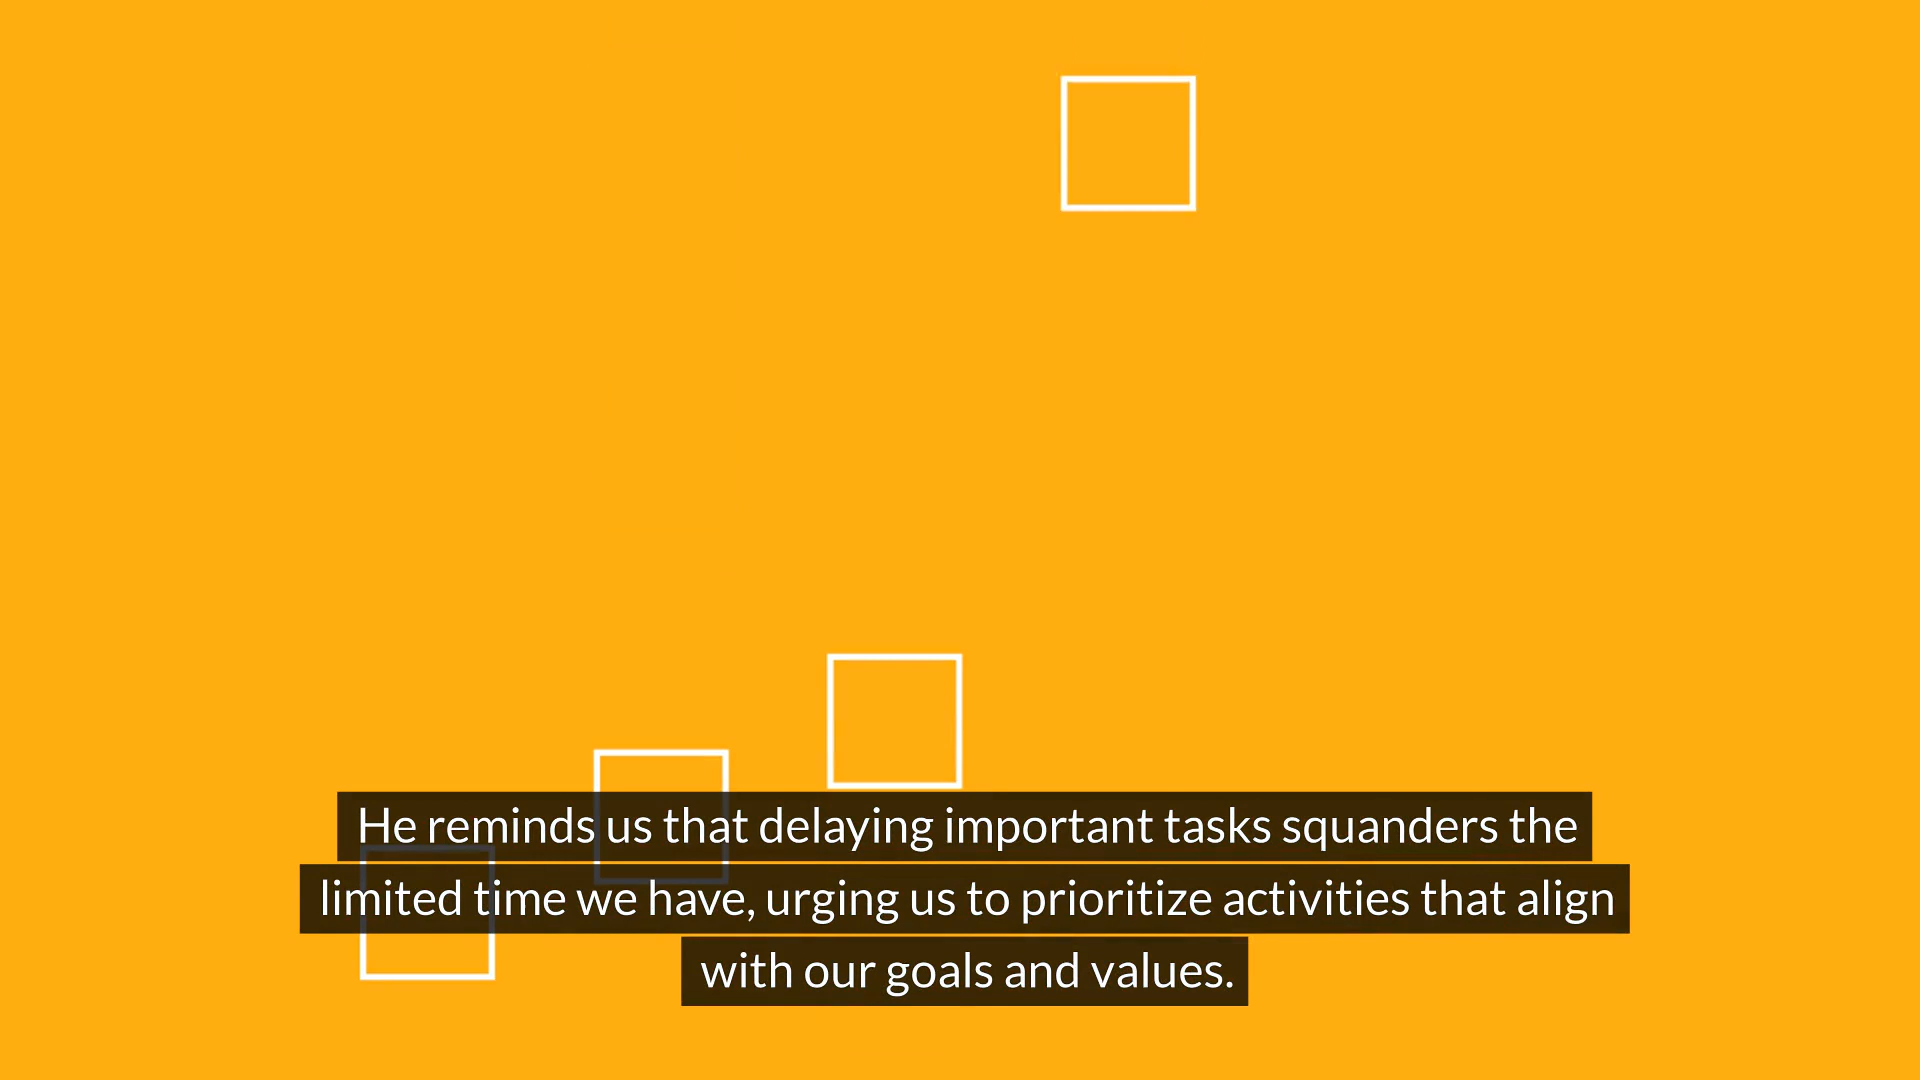 He reminds us that delaying important tasks squanders the
limited time we have, urging us to prioritize activities that align
with our goals and values.